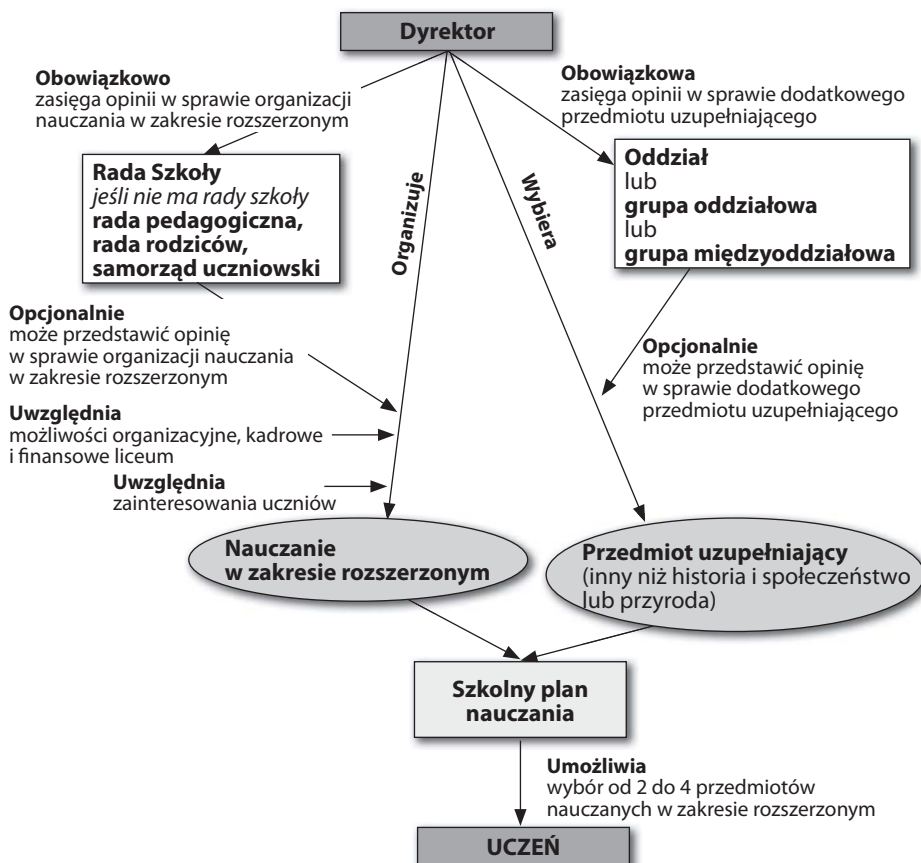 Dyrektor
Obowiązkowo
zasięga opinii w sprawie organizacji
nauczania w zakresie rozszerzonym
Obowiązkowa
zasięga opinii w sprawie dodatkowego
przedmiotu uzupełniającego
Rada Szkoły
jeśli nie ma rady szkoły
rada pedagogiczna,
rada rodziców,
samorząd uczniowski
Organizuje
Wybiera
Oddział
lub
grupa oddziałowa
lub
grupa międzyoddziałowa
Opcjonalnie
może przedstawić opinię
w sprawie organizacji nauczania
w zakresie rozszerzonym
Opcjonalnie
może przedstawić opinię
w sprawie dodatkowego
przedmiotu uzupełniającego
Uwzględnia
możliwości organizacyjne, kadrowe
i finansowe liceum
Uwzględnia
zainteresowania uczniów
Nauczanie
w zakresie rozszerzonym
Przedmiot uzupełniający
(inny niż historia i społeczeństwo
lub przyroda)
Szkolny plan
nauczania
Umożliwia
wybór od 2 do 4 przedmiotów
nauczanych w zakresie rozszerzonym
UCZEŃ